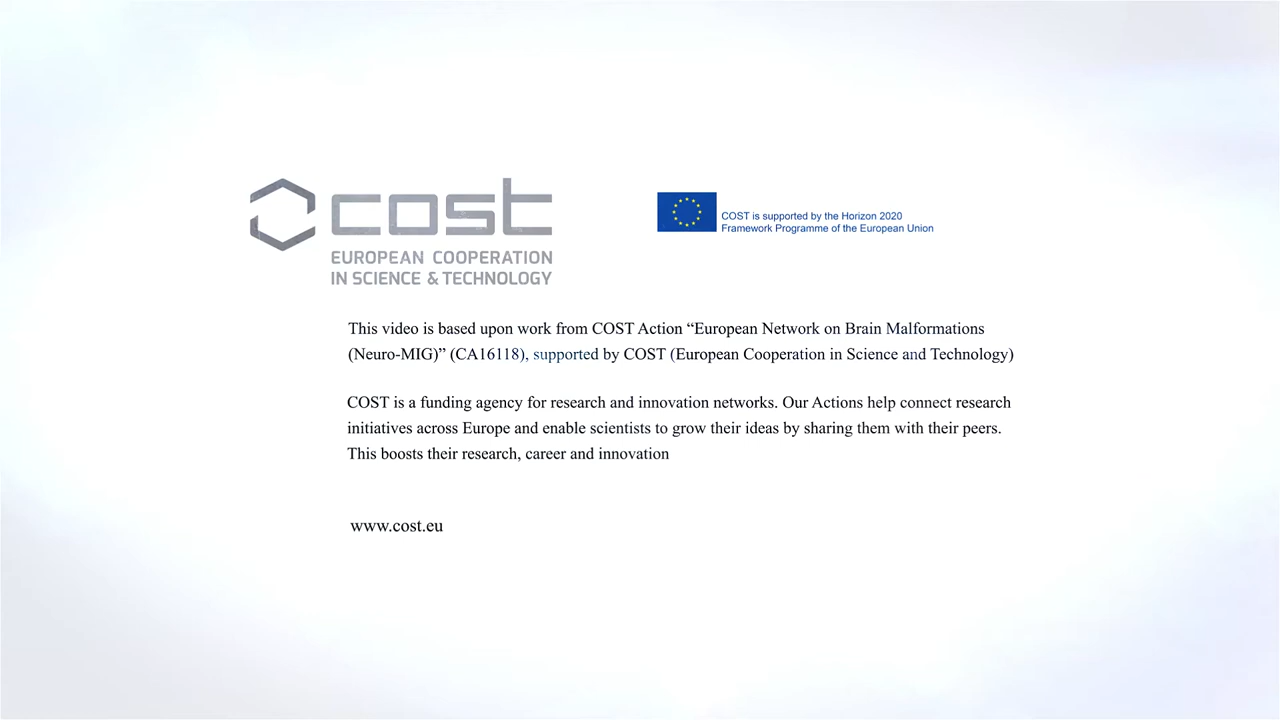 cost
EUROPEAN COOPERATION
IN SCIENCE & TECHNOLOGY
COST is supported by the Horizon 2020
Framework Programme of the European Union
This video is based upon work from COST Action “European Network on Brain Malformations
(Neuro-MIG)” (CA16118), supported by COST (European Cooperation in Science and Technology)
COST is a funding agency for research and innovation networks. Our Actions help connect research
initiatives across Europe and enable scientists to grow their ideas by sharing them with their peers.
This boosts their research, career and innovation
www.cost.eu